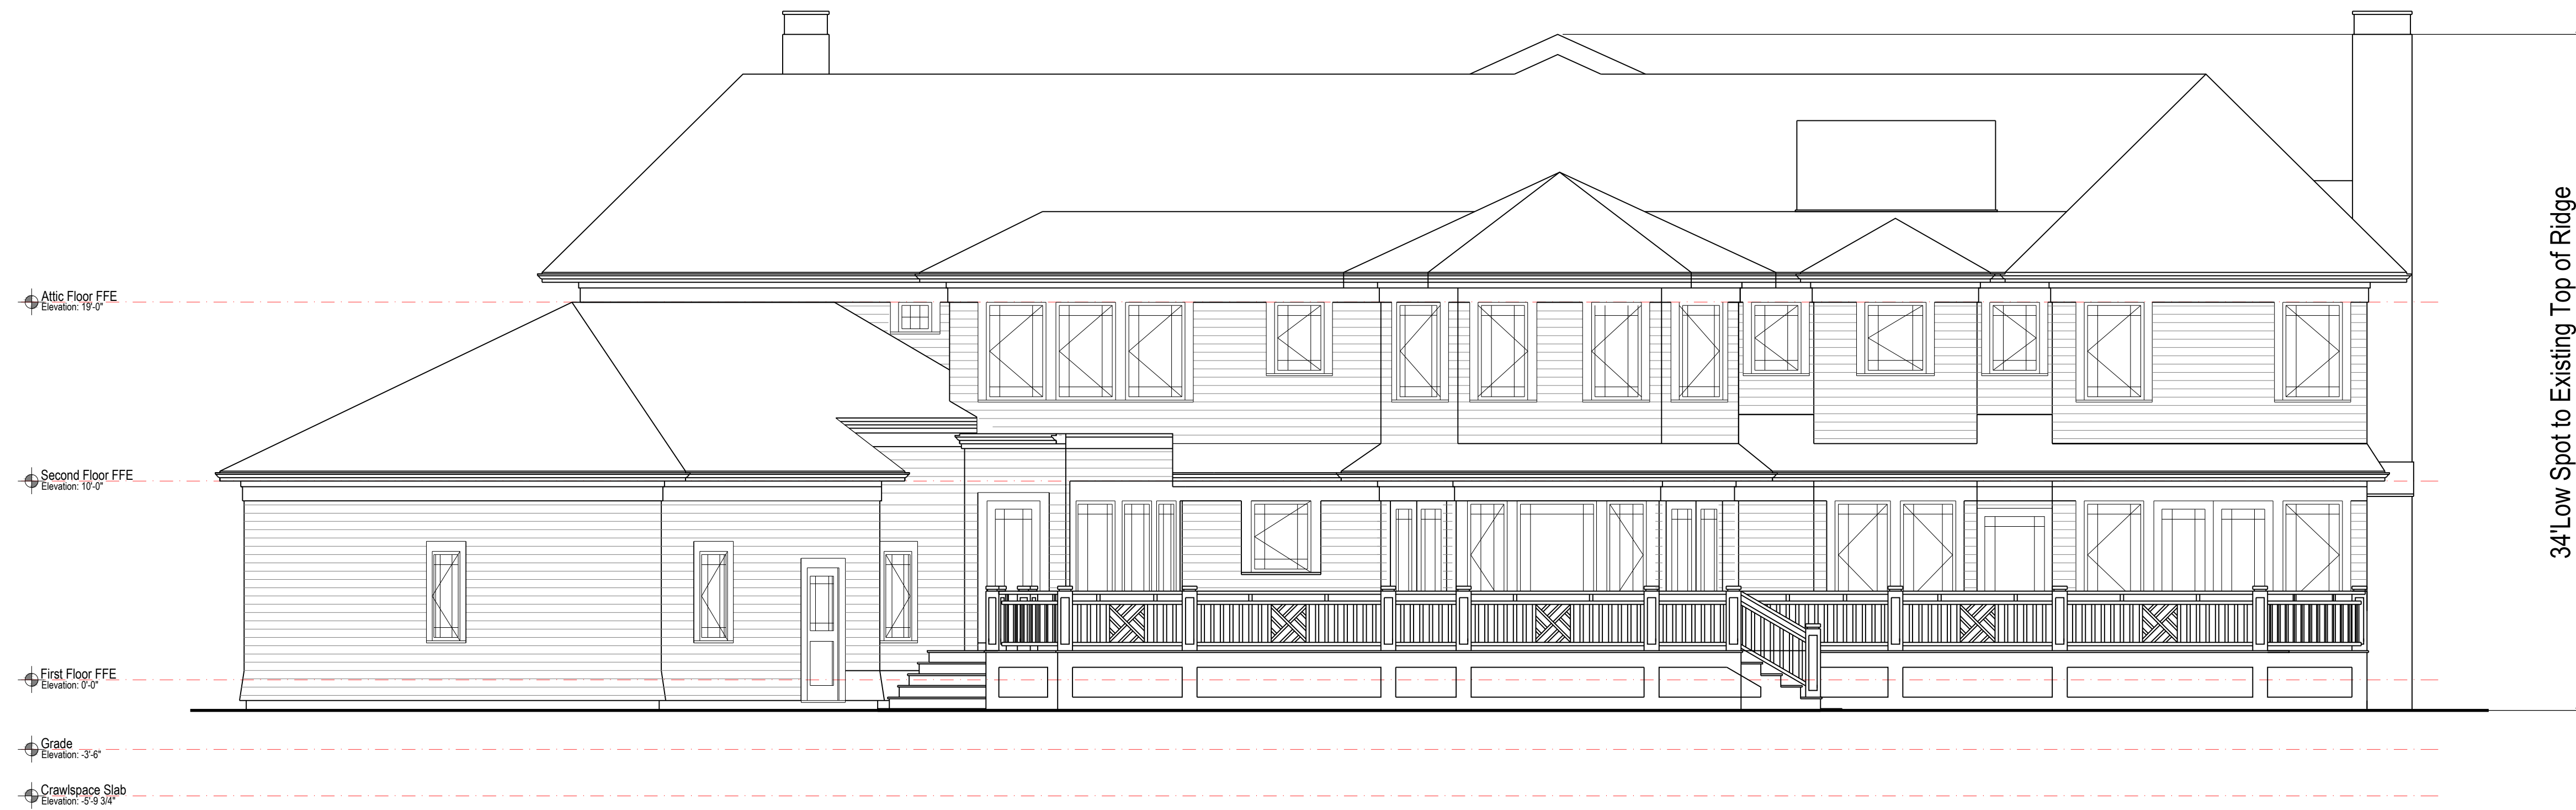 Attic Floor FFE
Elevation: 19'-0"
Second Floor FFE
Elevation: 10'-0"
First Floor FFE
Elevation: 0'-0"
Grade
Elevation: -3'-6"
Crawlspace Slab
Elevation: -5'-9 3/4"
34'Low Spot to Existing Top of Ridge